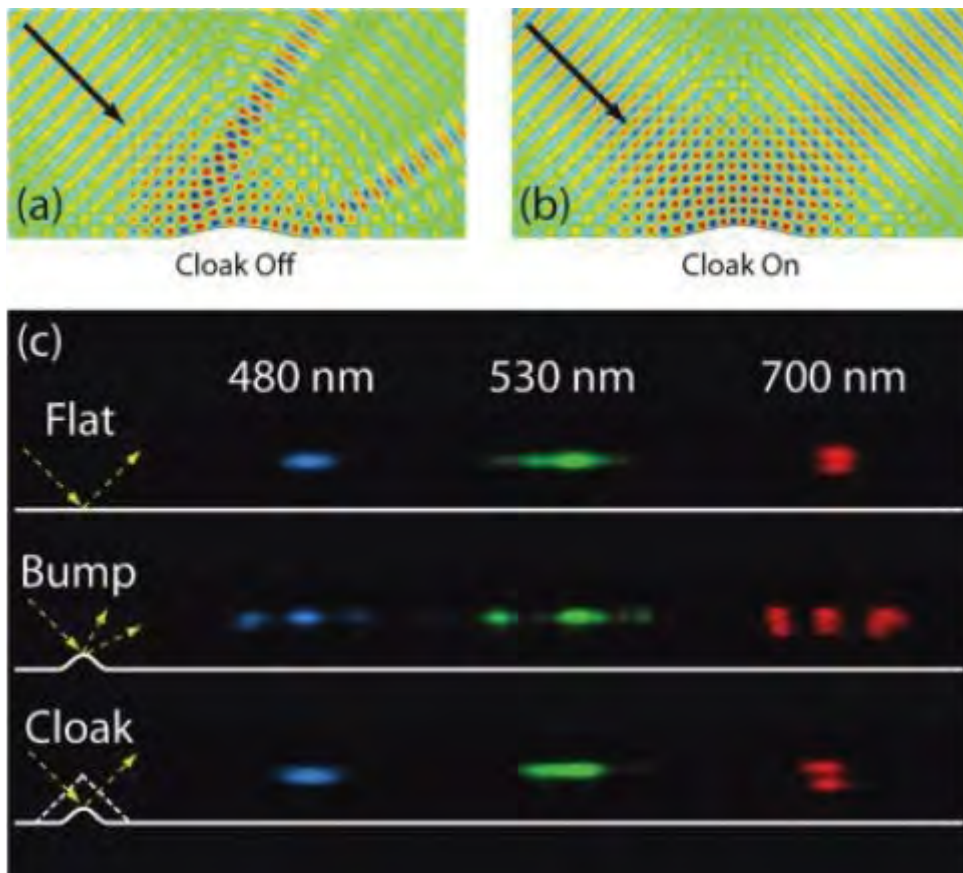 (a)
(b)
Cloak Off
Cloak On
(c)
480 nm
530 nm
700 nm
Flat
Bump
Cloak